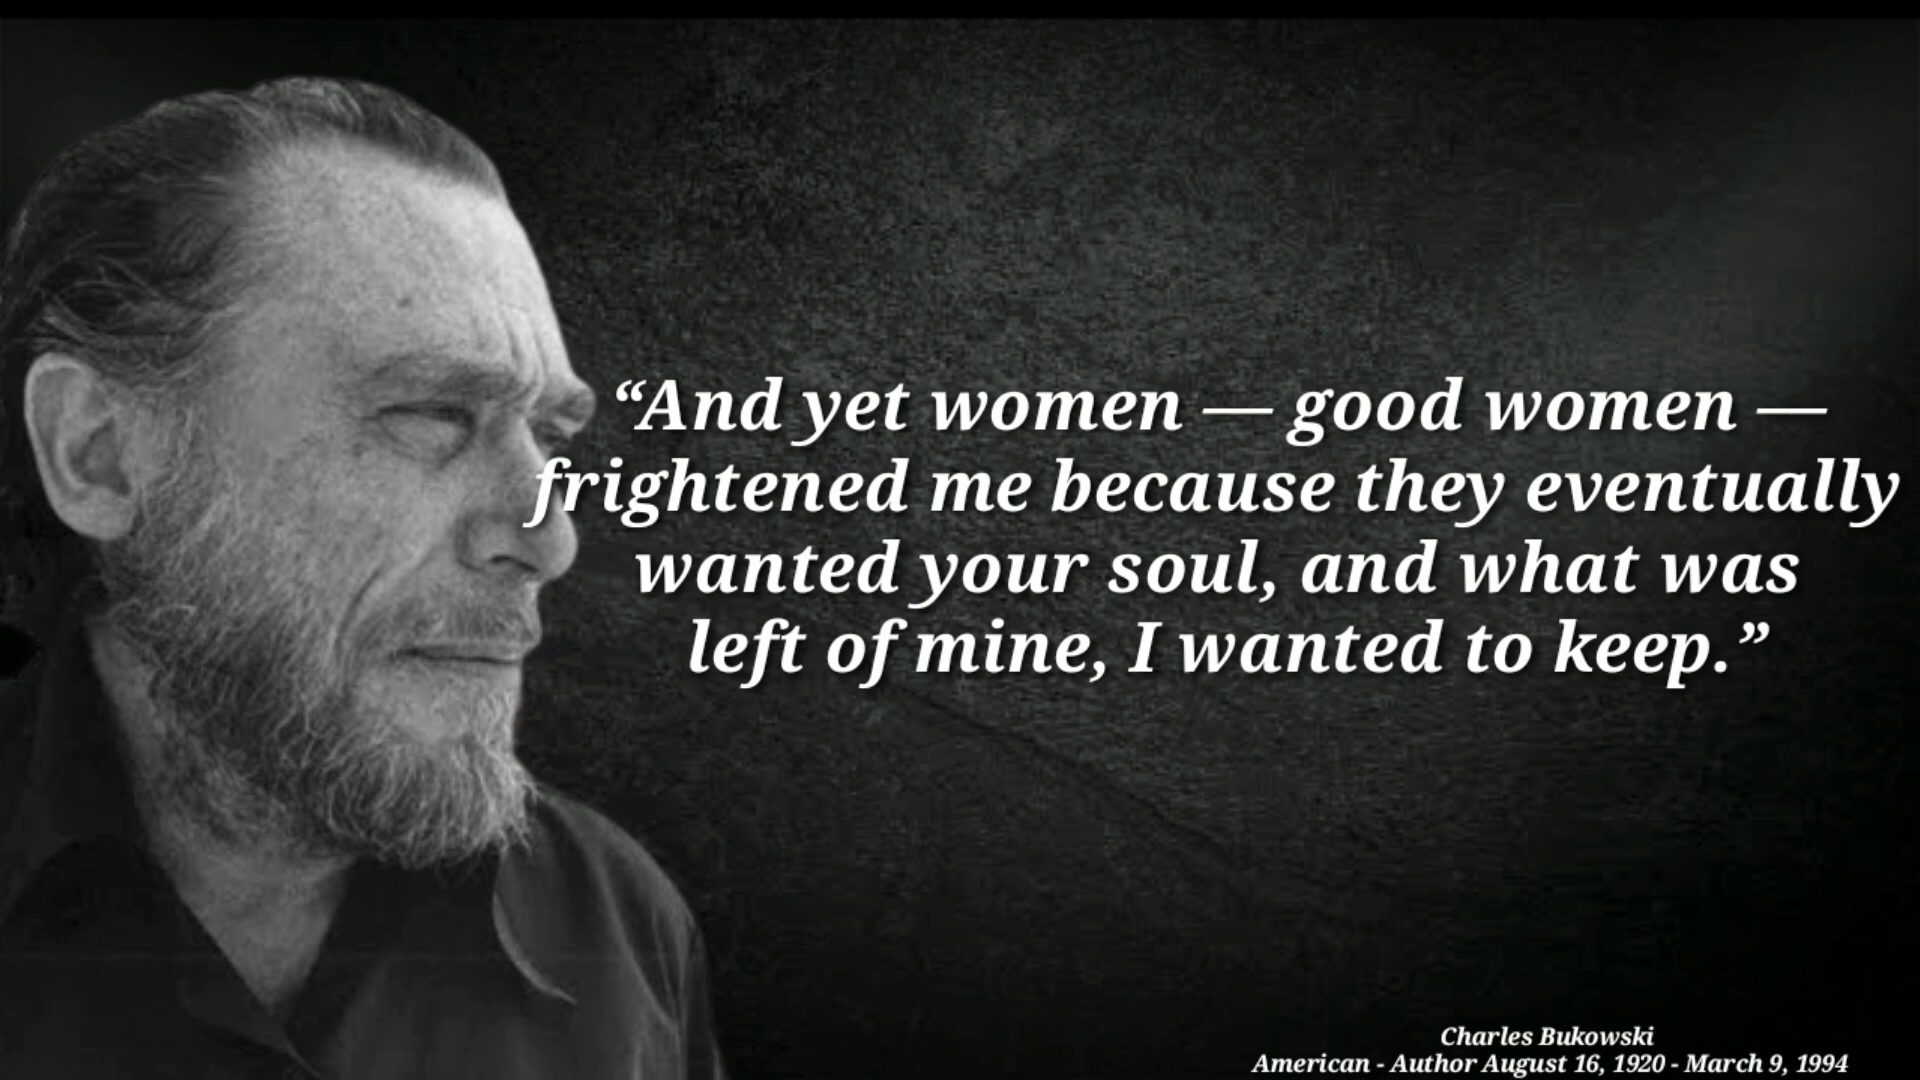 “And yet women — good women —
frightened me because they eventually
wanted your soul, and what was
left of mine, I wanted to keep.”
Charles Bukowski
American - Author August 16, 1920 - March 9, 1994